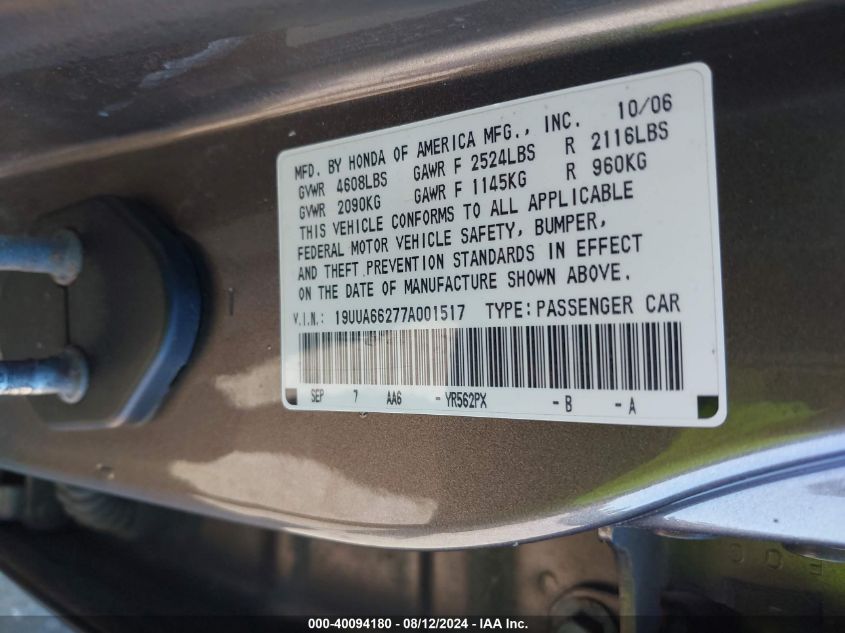 MFD. BY HONDA OF AMERICA MFG., INC. 10/06
GVWR 4608LBS GAWR F 2524LBS R 2116LBS
GVWR 2090KG GAWR F 1145KG R 960KG
THIS VEHICLE CONFORMS TO ALL APPLICABLE
FEDERAL MOTOR VEHICLE SAFETY, BUMPER,
AND THEFT PREVENTION STANDARDS IN EFFECT
ON THE DATE OF MANUFACTURE SHOWN ABOVE.
V.I.N.: 19UUA66277A001517 TYPE: PASSENGER CAR
SEP 7 AA6 - YR562PX - B - A
000-40094180 - 08/12/2024 - IAA Inc.